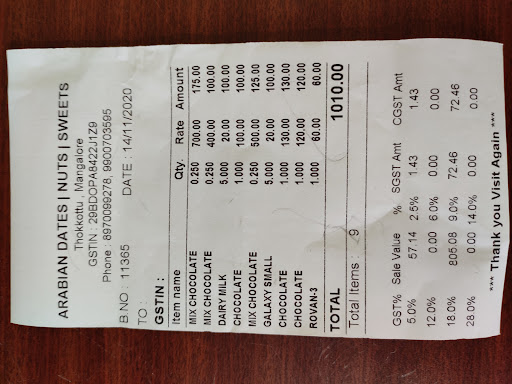 ARABIAN DATES | NUTS | SWEETS
Thokkottu , Mangalore
GSTIN : 29BDOPA8422J1Z9
Phone : 8970099278, 9900703595
B.NO : 11365 DATE : 14/11/2020
TO :
GSTIN :
Item name Qty. Rate Amount
MIX CHOCOLATE 0.250 700.00 175.00
MIX CHOCOLATE 0.250 400.00 100.00
DAIRY MILK 5.000 20.00 100.00
CHOCOLATE 1.000 100.00 100.00
MIX CHOCOLATE 0.250 500.00 125.00
GALAXY SMALL 5.000 20.00 100.00
CHOCOLATE 1.000 130.00 130.00
CHOCOLATE 1.000 120.00 120.00
ROVAN-3 1.000 60.00 60.00
TOTAL 1010.00
Total Items : 9
GST% Sale Value % SGST Amt CGST Amt
5.0% 57.14 2.5% 1.43 1.43
12.0% 0.00 6.0% 0.00 0.00
18.0% 805.08 9.0% 72.46 72.46
28.0% 0.00 14.0% 0.00 0.00
*** Thank you Visit Again ***